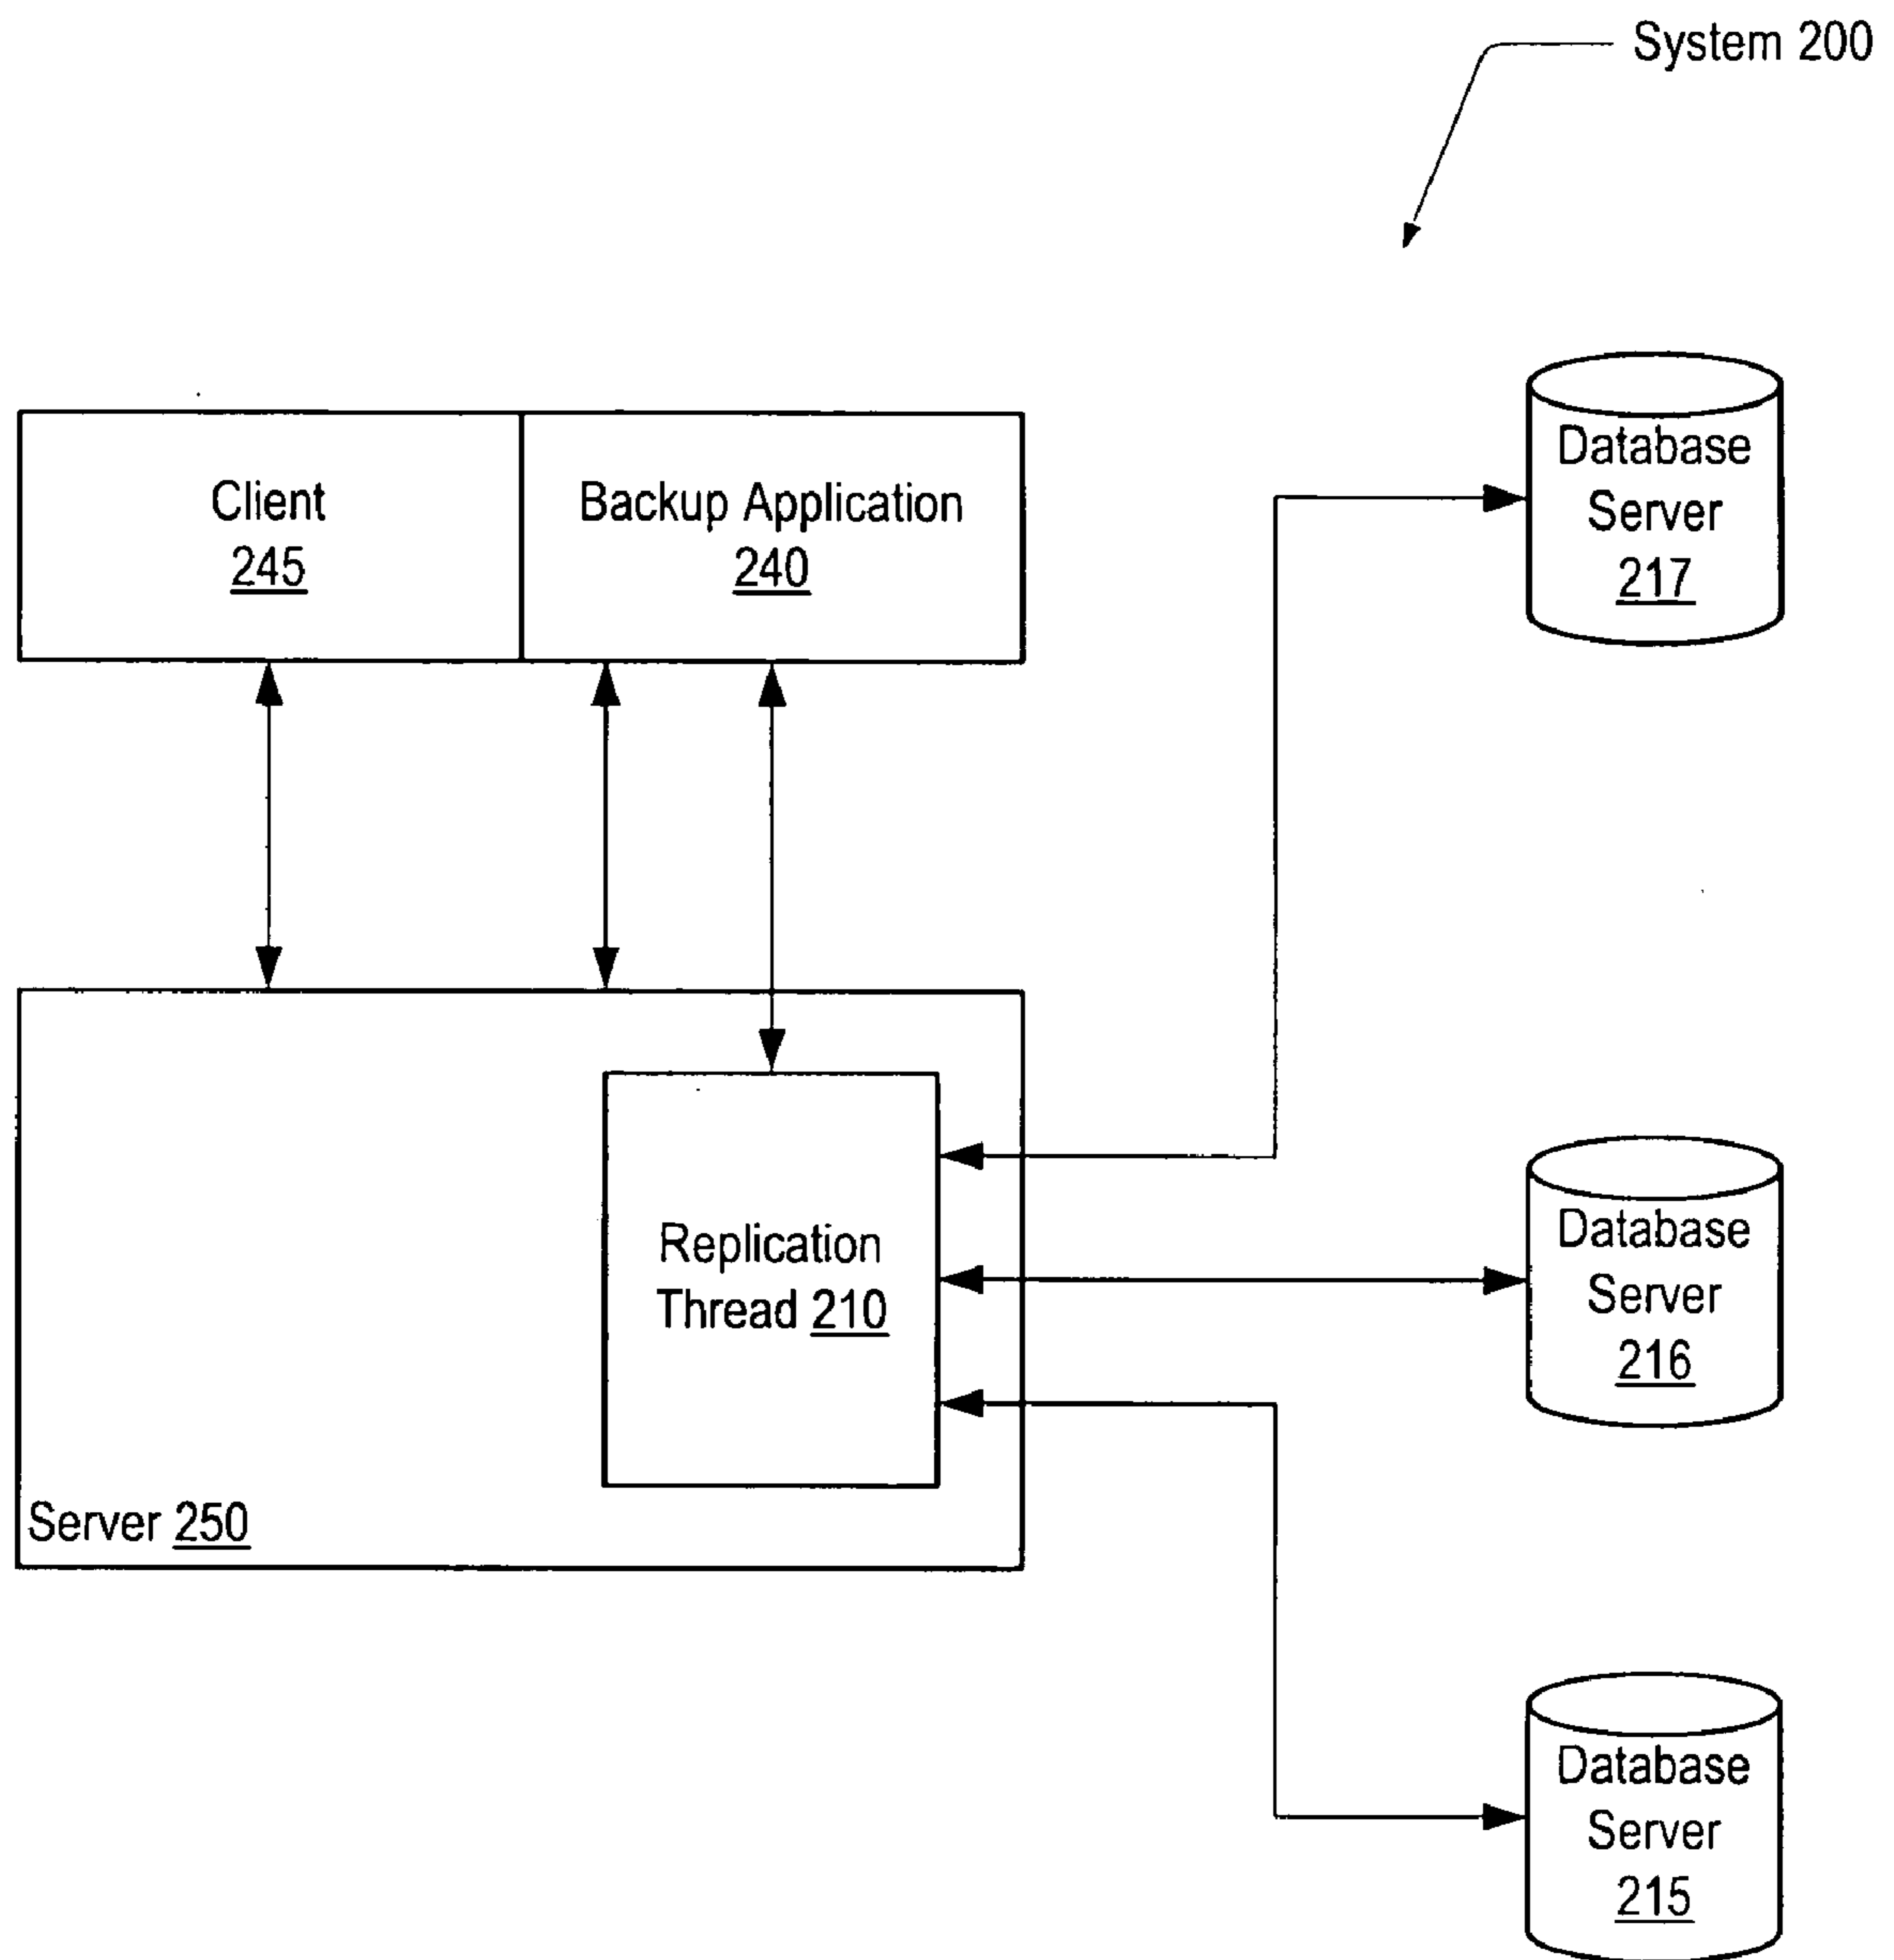 System 200
Client
245
Backup Application
240
Database
Server
217
Replication
Thread 210
Server 250
Database
Server
216
Database
Server
215